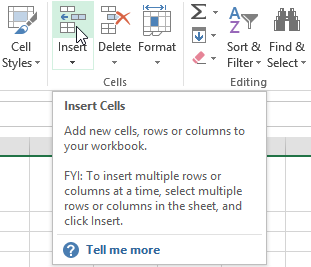 Cell Insert Delete Format Sort & Find &
Styles Filter Select
Cells Editing
Insert Cells
Add new cells, rows or columns to
your workbook.
FYI: To insert multiple rows or
columns at a time, select multiple
rows or columns in the sheet, and
click Insert.
Tell me more